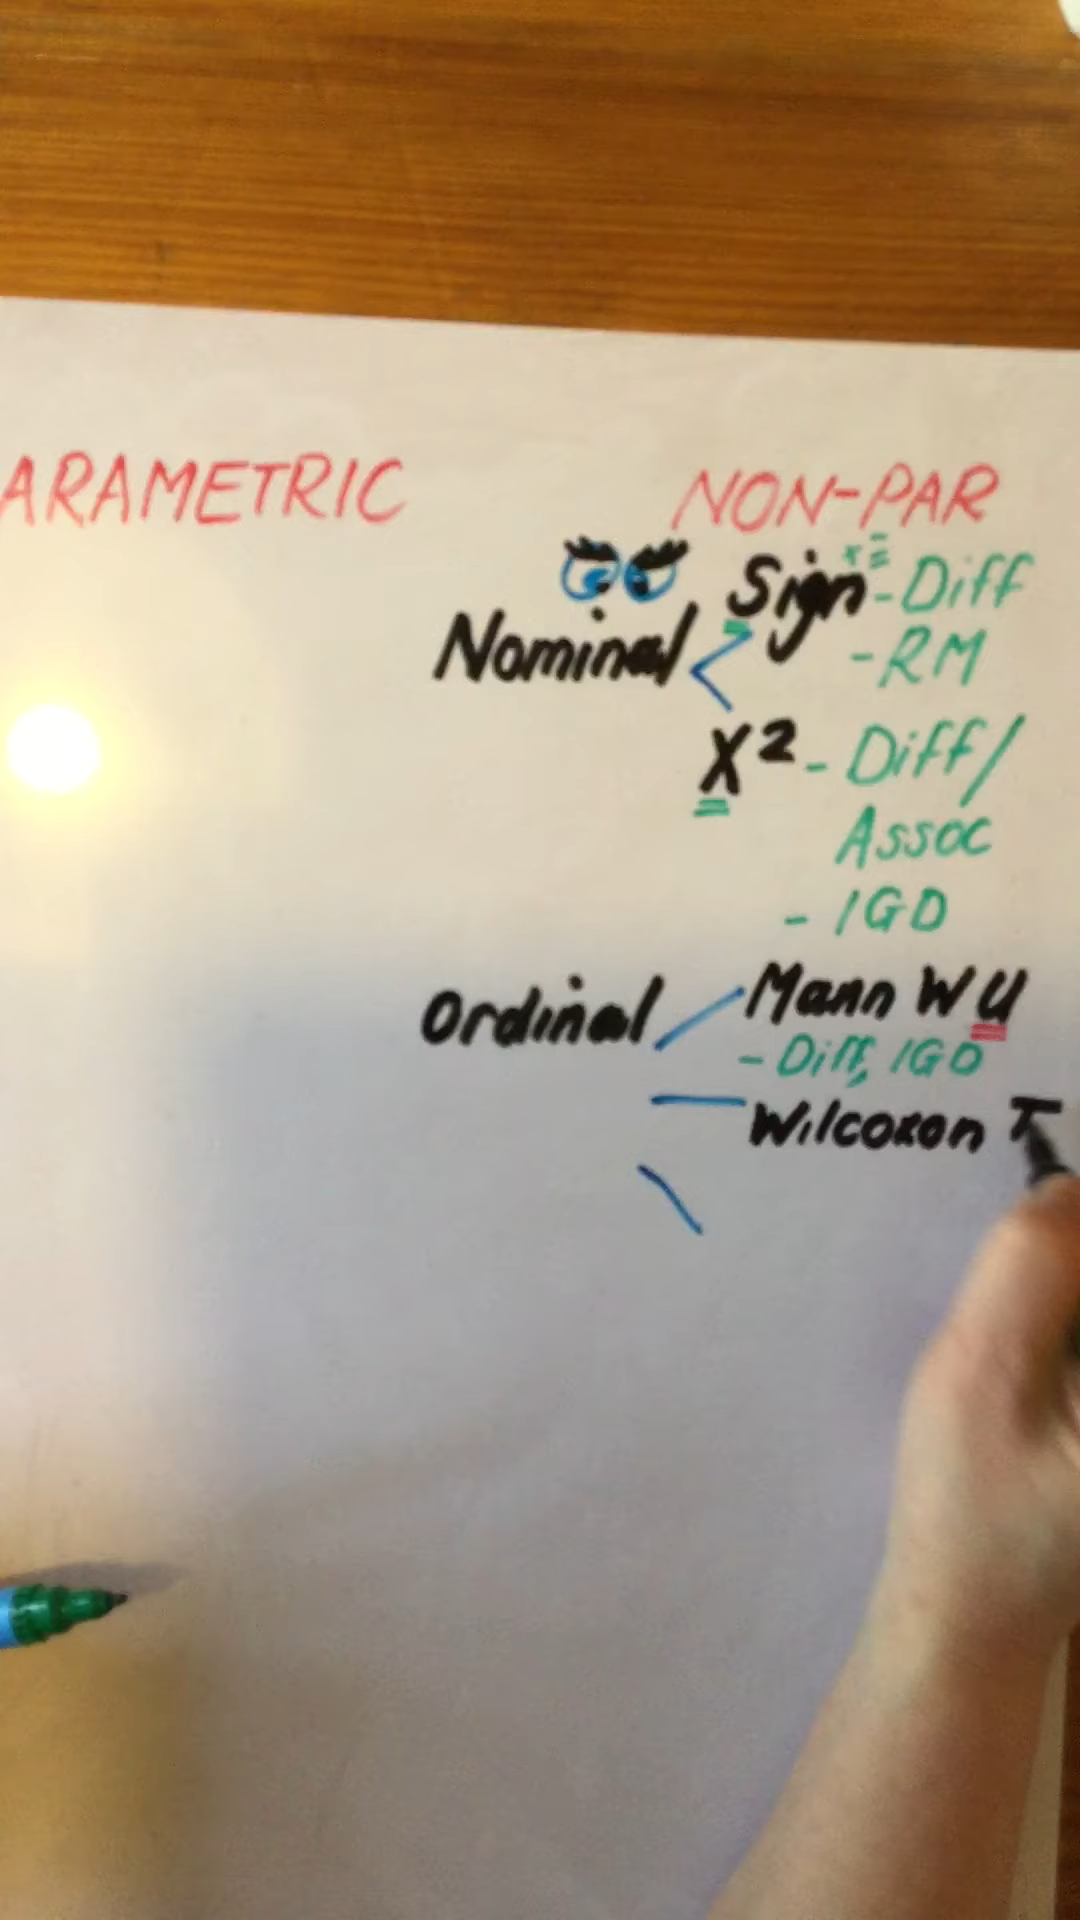 ARAMETRIC
NON-PAR
Nominal
Sign - Diff
- RM
X² - Diff/
Assoc
- IGD
Ordinal
Mann W U
- Diff, IGD
Wilcoxon T